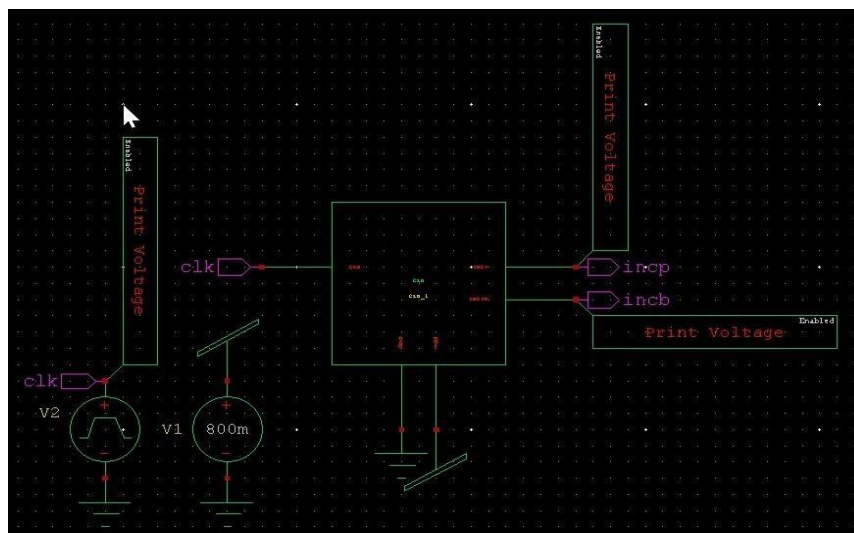 Enabled
Print Voltage
Enabled
Print Voltage
clk
incp
incb
Enabled
Print Voltage
clk
V2
V1
800m